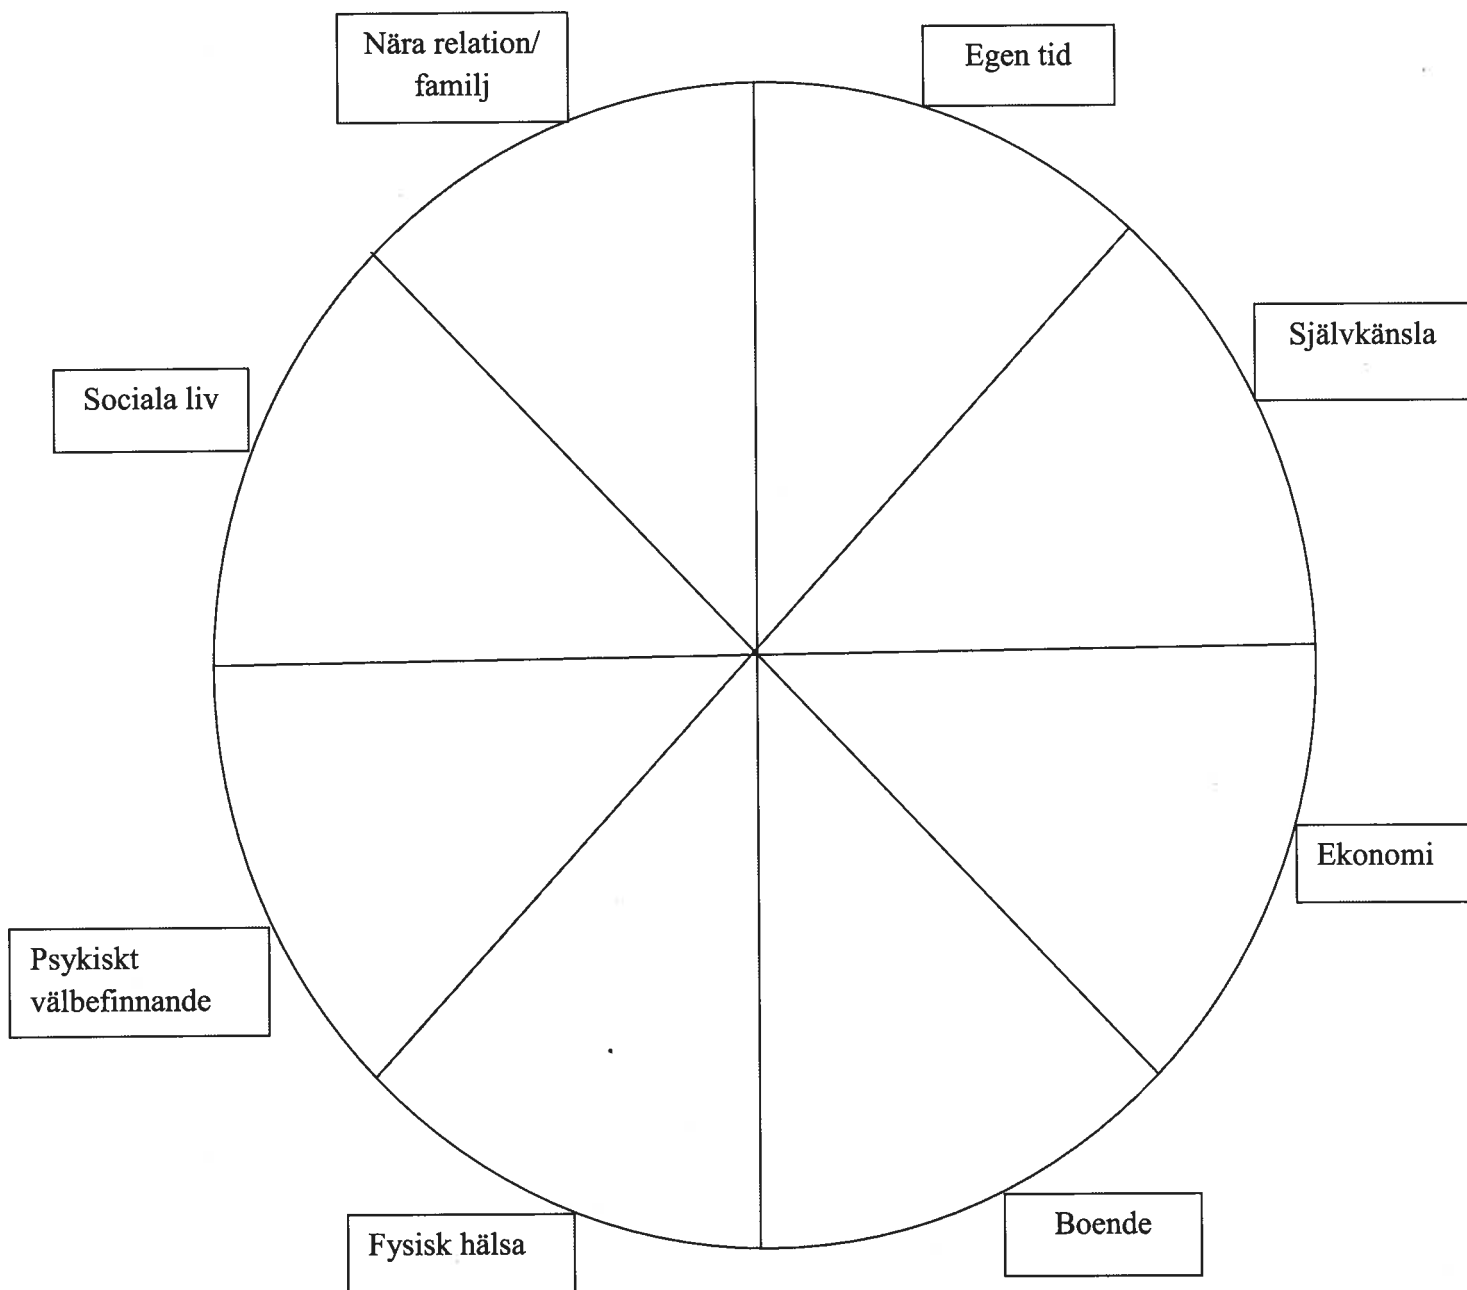 Nära relation/
familj
Egen tid
Självkänsla
Sociala liv
Ekonomi
Psykiskt
välbefinnande
Boende
Fysisk hälsa